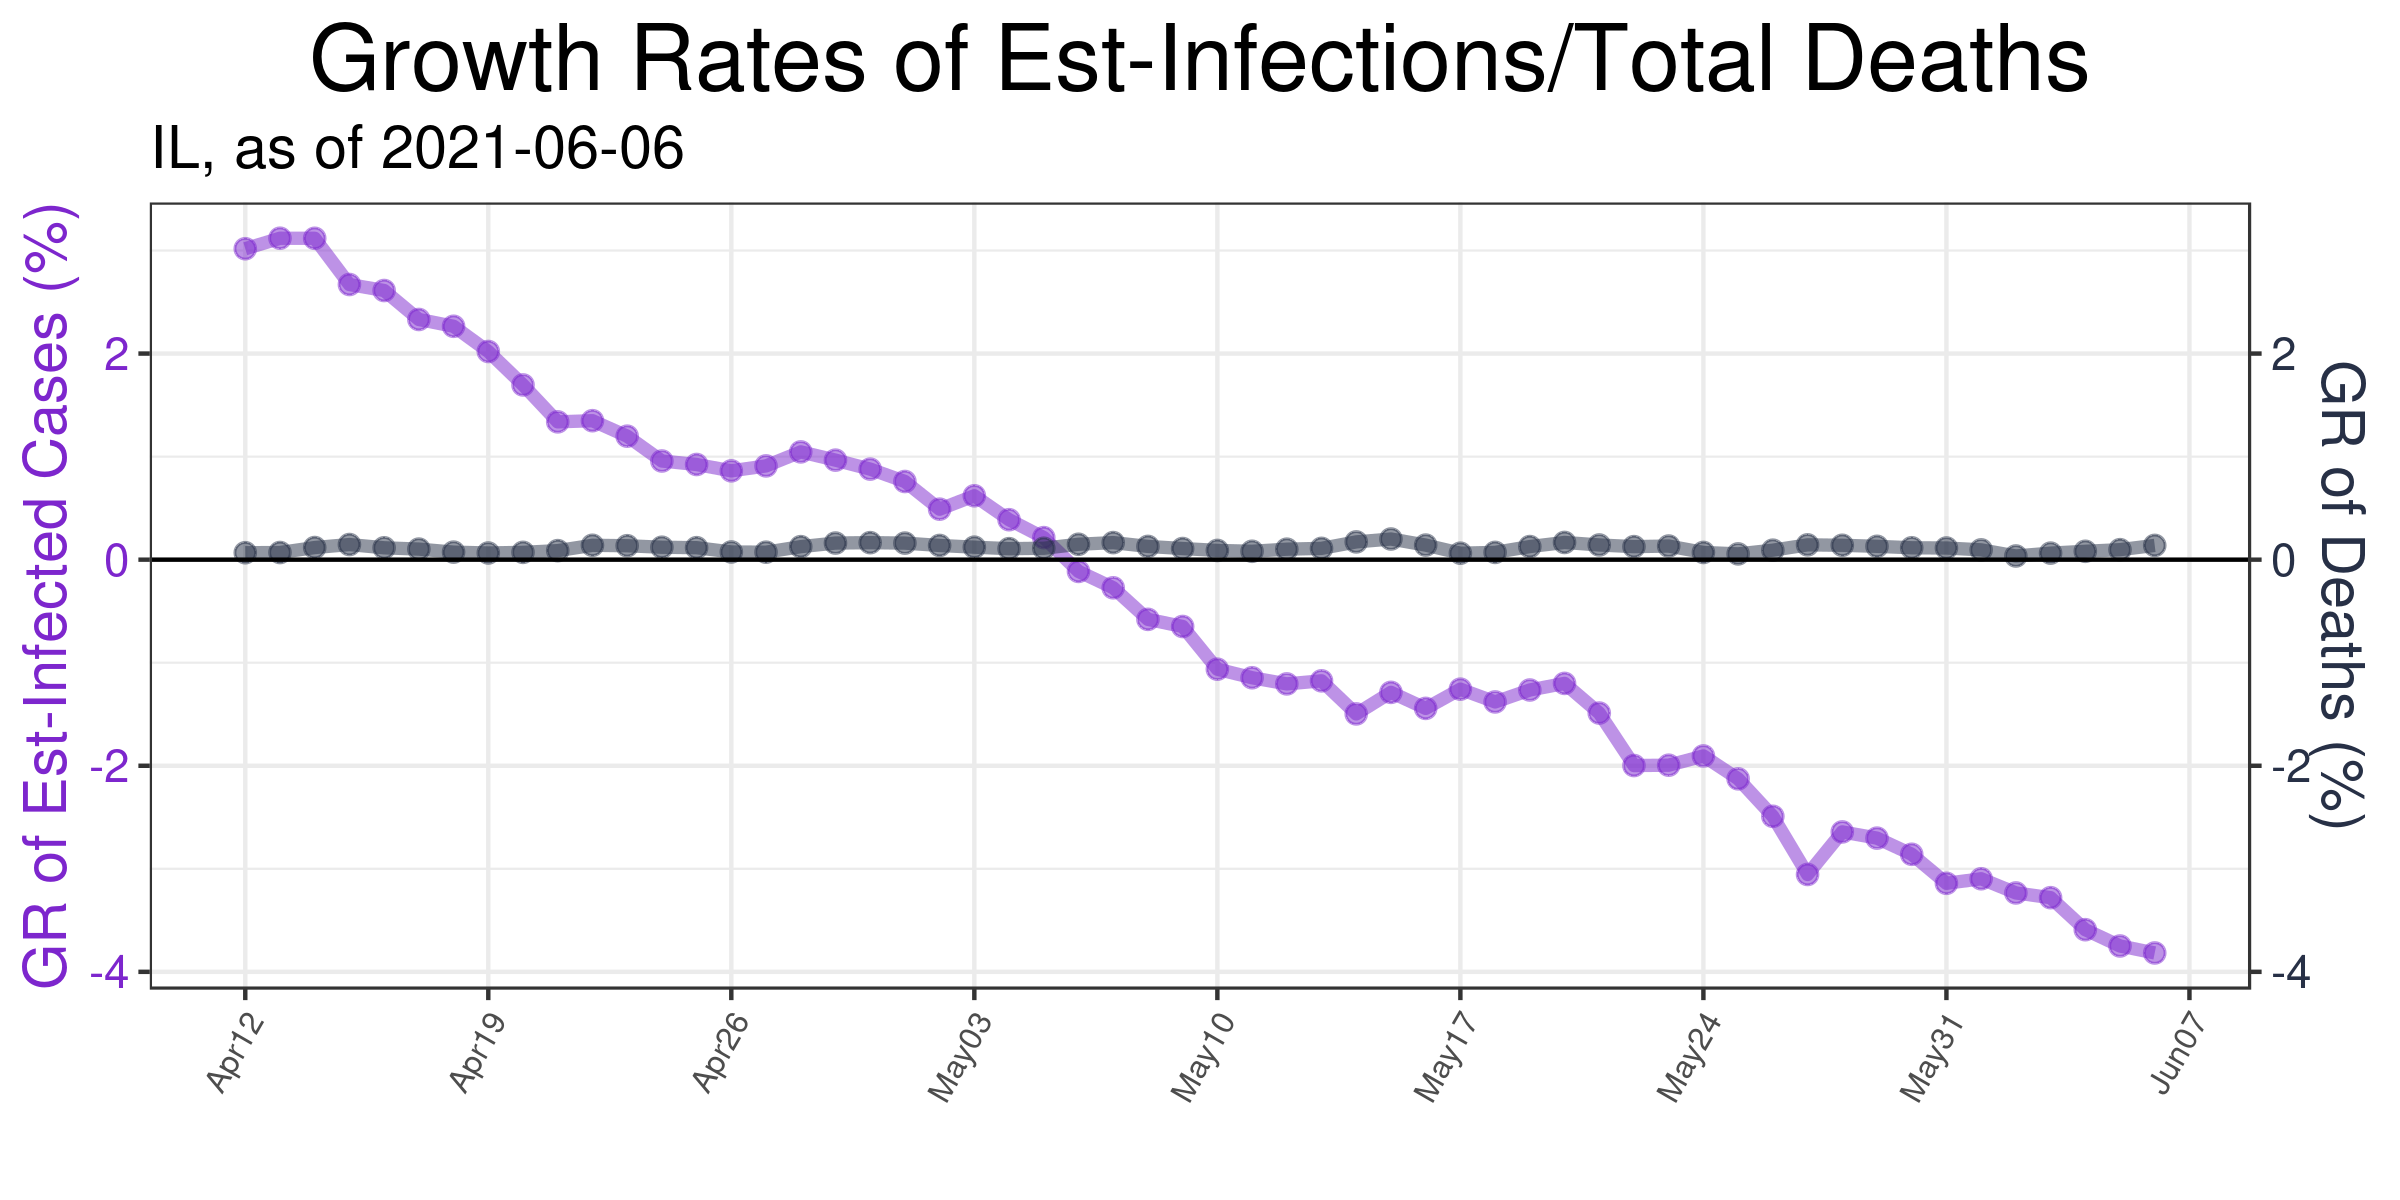 Growth Rates of Est-Infections/Total Deaths
IL, as of 2021-06-06
GR of Est-Infected Cases (%)
2
0
-2
-4
2
0
-2
-4
GR of Deaths (%)
Apr12
Apr19
Apr26
May03
May10
May17
May24
May31
Jun07